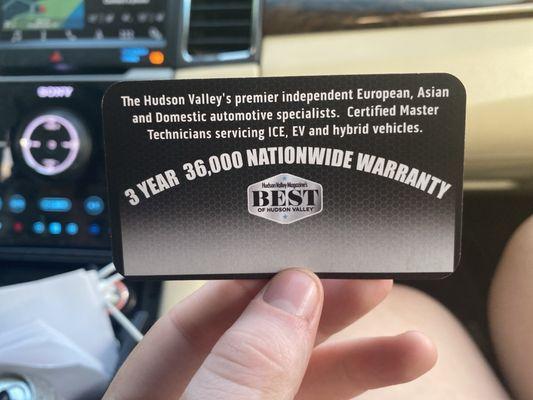 SONY
The Hudson Valley's premier independent European, Asian
and Domestic automotive specialists. Certified Master
Technicians servicing ICE, EV and hybrid vehicles.
3 YEAR 36,000 NATIONWIDE WARRANTY
Hudson Valley Magazine's
BEST
OF HUDSON VALLEY